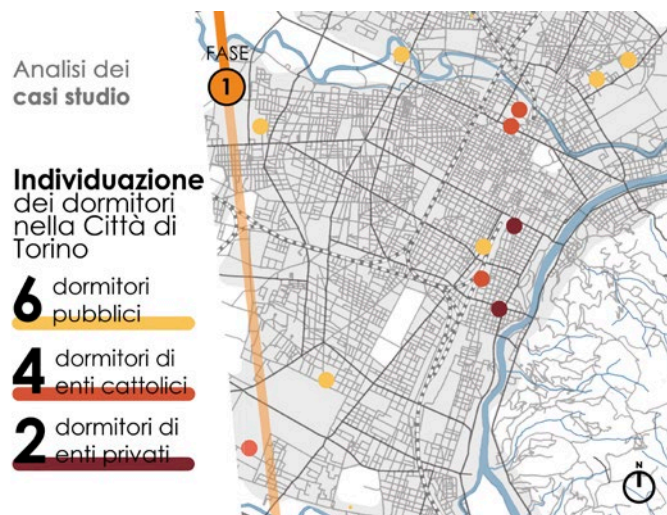 Analisi dei
casi studio
FASE
1
Individuazione
dei dormitori
nella Città di
Torino
6 dormitori
pubblici
4 dormitori di
enti cattolici
2 dormitori di
enti privati
N